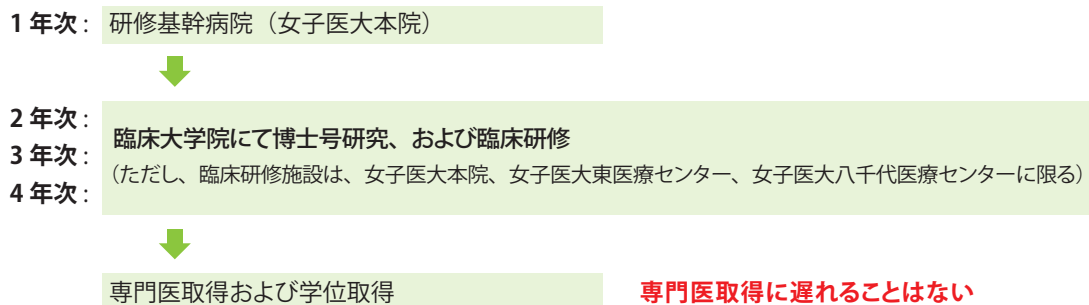 1 年次 : 研修基幹病院（女子医大本院）
2 年次 :
3 年次 :
4 年次 :
臨床大学院にて博士号研究、および臨床研修
（ただし、臨床研修施設は、女子医大本院、女子医大東医療センター、女子医大八千代医療センターに限る）
専門医取得および学位取得
専門医取得に遅れることはない